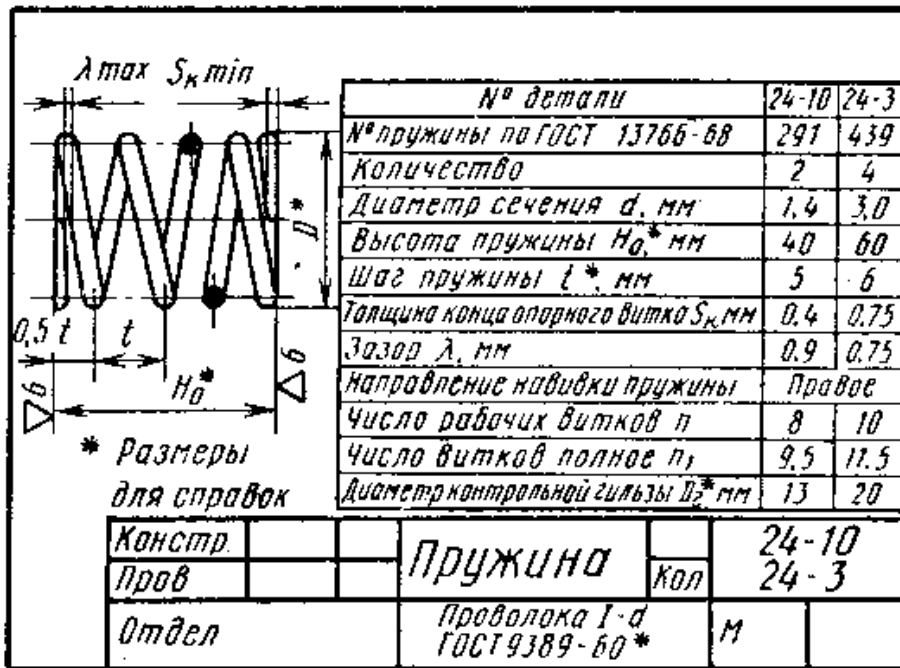 λmax Sкmin
D*
0,5 t
t
H₀*
▽6
▽6
* Размеры
для справок
№ детали 24-10 24-3
№ пружины по ГОСТ 13766-68 291 439
Количество 2 4
Диаметр сечения d, мм 1,4 3,0
Высота пружины H₀* мм 40 60
Шаг пружины t*, мм 5 6
Толщина конца опорного витка Sк мм 0,4 0,75
Зазор λ, мм 0,9 0,75
Направление навивки пружины Правое
Число рабочих витков n 8 10
Число витков полное n₁ 9,5 11,5
Диаметр контрольной гильзы D₂* мм 13 20
Констр.
Пров
Отдел
Пружина
Кол
24-10
24-3
Проволока I-d
ГОСТ 9389-60*
М